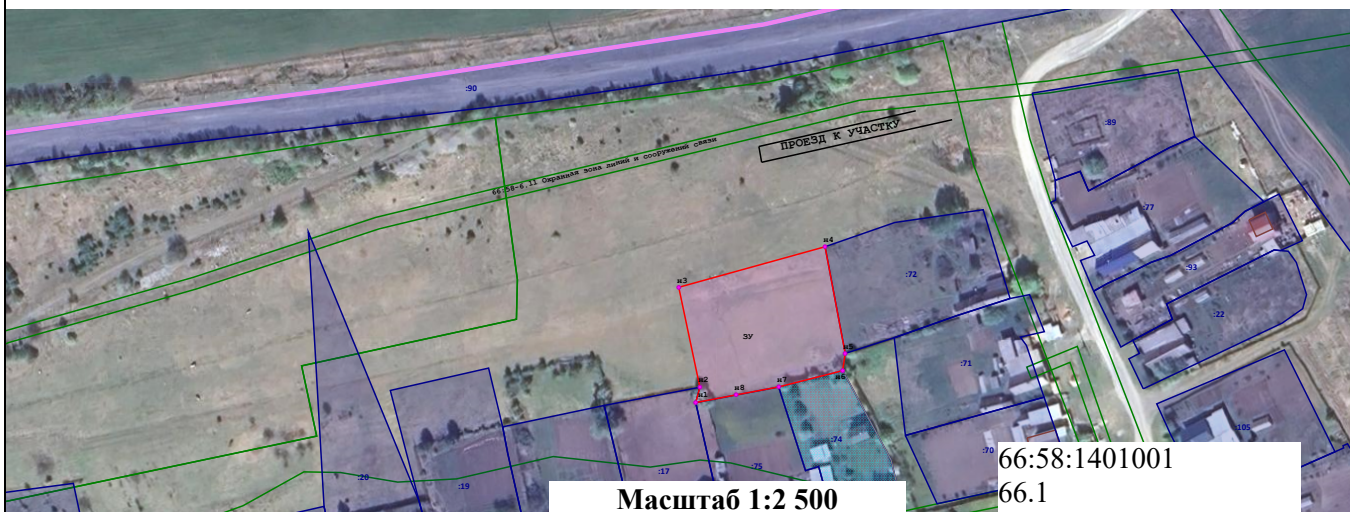 :90
ПРОЕЗД К УЧАСТКУ
66:58-6.11 Охранная зона линий и сооружений связи
:89
:77
:93
:22
н4
:72
н3
ЗУ
н5
н6
:71
н2
н7
н8
н1
:74
:105
:70
:20
:19
:17
:75
66:58:1401001
66.1
Масштаб 1:2 500